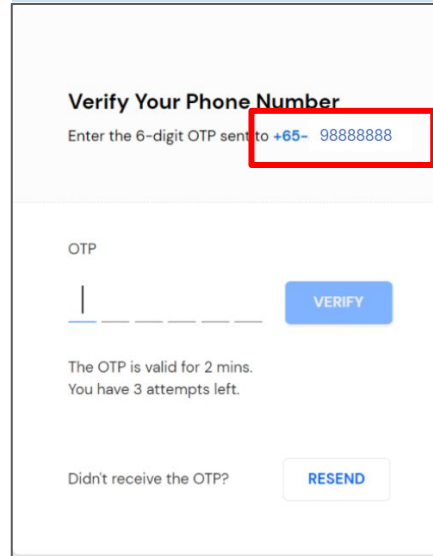 Verify Your Phone Number
Enter the 6-digit OTP sent to +65- 98888888
OTP
VERIFY
The OTP is valid for 2 mins.
You have 3 attempts left.
Didn't receive the OTP? RESEND